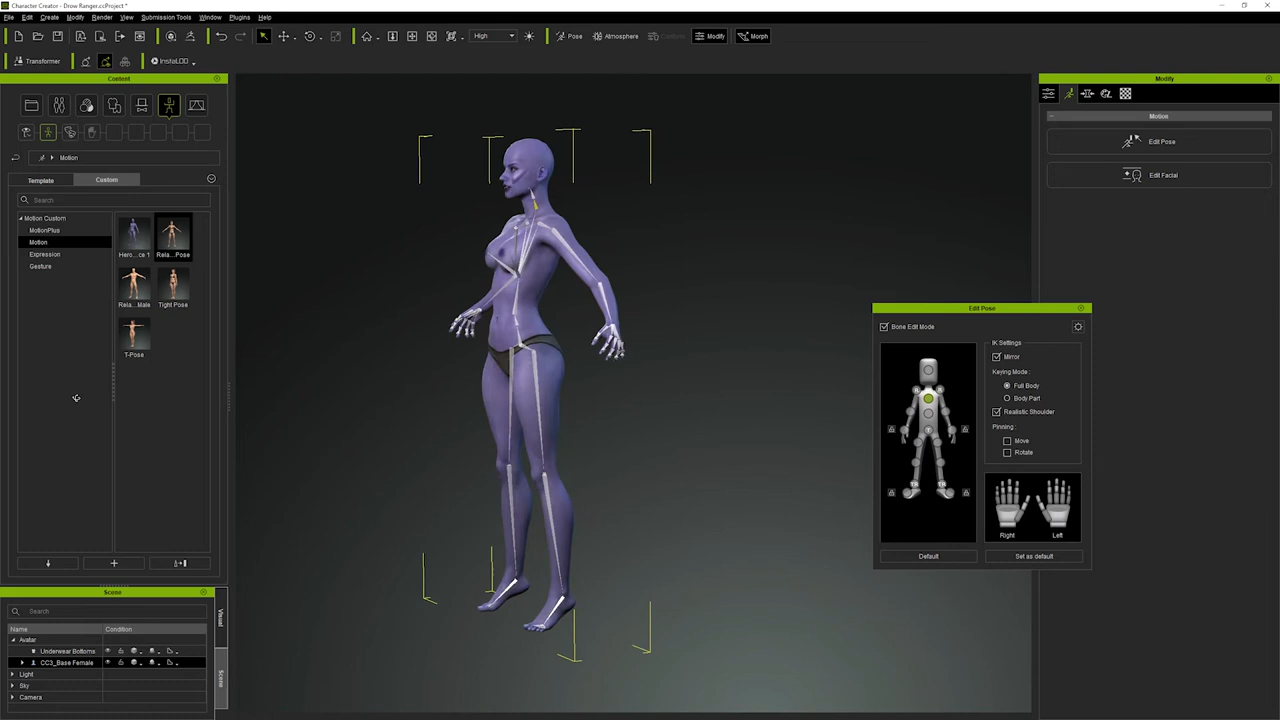 Character Creator - Drow Ranger.ccProject *
File Edit Create Modify Render View Submission Tools Window Plugins Help
High Pose Atmosphere Modify Morph
Transformer InstaLOD
Content
Motion
Template Custom
Search
Motion Custom
MotionPlus
Motion
Expression
Gesture
Hero...ce 1 Rela...Pose
Rela...Male Tight Pose
T-Pose
Scene
Search
Name Condition
Avatar
Underwear Bottoms
CC3_Base Female
Light
Sky
Camera
Visual
Scene
Modify
Motion
Edit Pose
Edit Facial
Edit Pose
Bone Edit Mode
IK Settings
Mirror
Keying Mode :
Full Body
Body Part
Realistic Shoulder
Pinning :
Move
Rotate
Right Left
Default Set as default